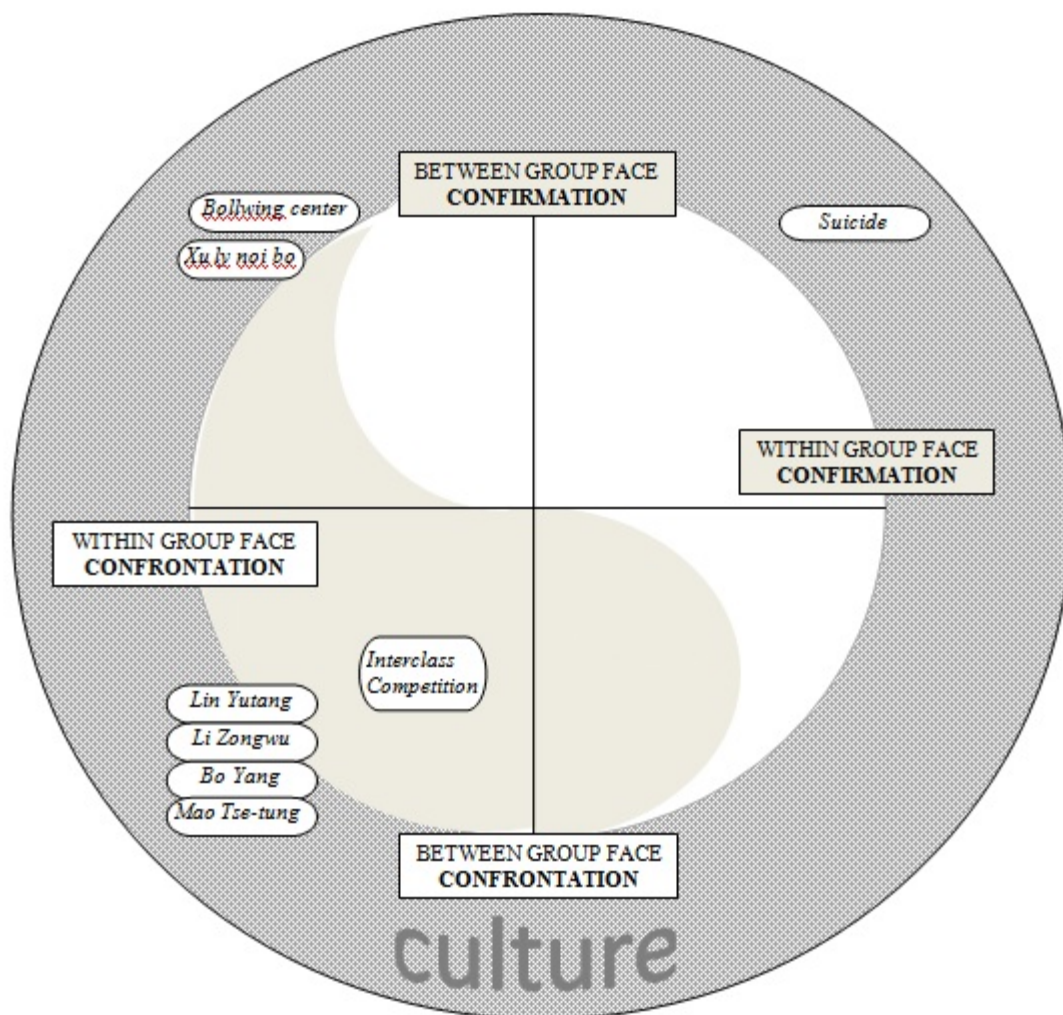 BETWEEN GROUP FACE
CONFIRMATION
Bollwing center
Xu ly noi bo
Suicide
WITHIN GROUP FACE
CONFIRMATION
WITHIN GROUP FACE
CONFRONTATION
Interclass
Competition
Lin Yutang
Li Zongwu
Bo Yang
Mao Tse-tung
BETWEEN GROUP FACE
CONFRONTATION
culture